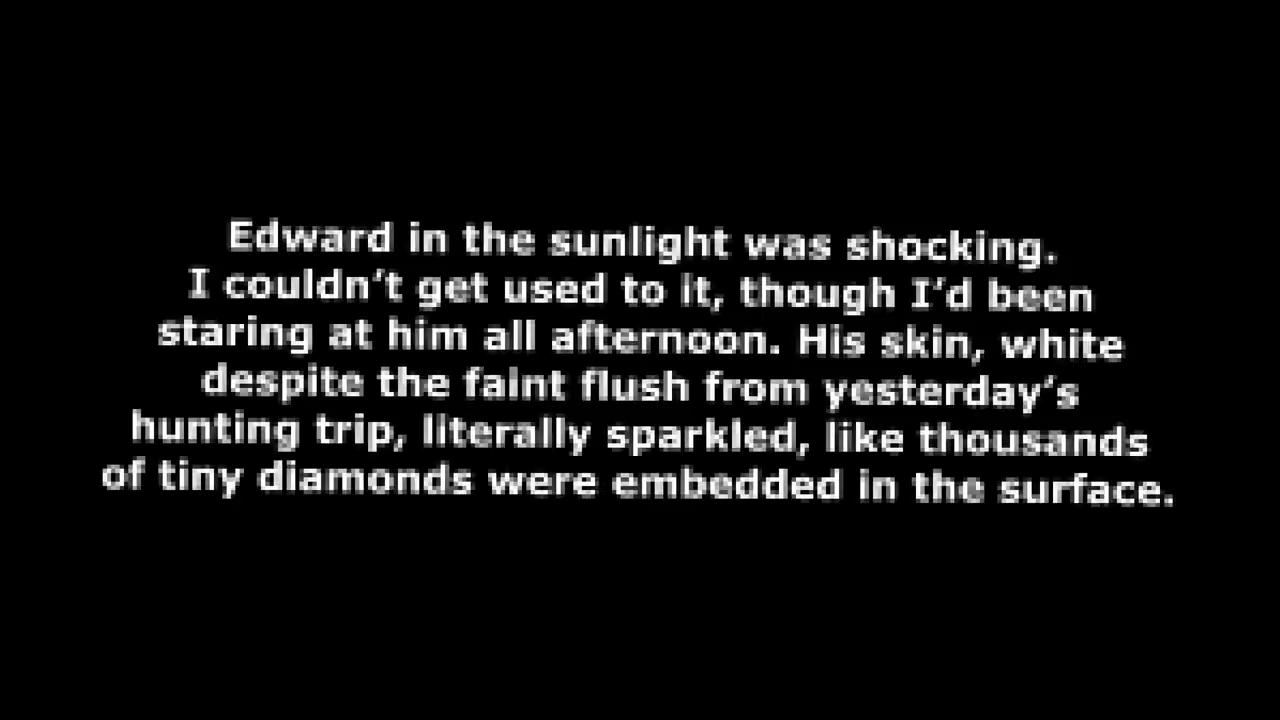 Edward in the sunlight was shocking.
I couldn’t get used to it, though I’d been
staring at him all afternoon. His skin, white
despite the faint flush from yesterday’s
hunting trip, literally sparkled, like thousands
of tiny diamonds were embedded in the surface.